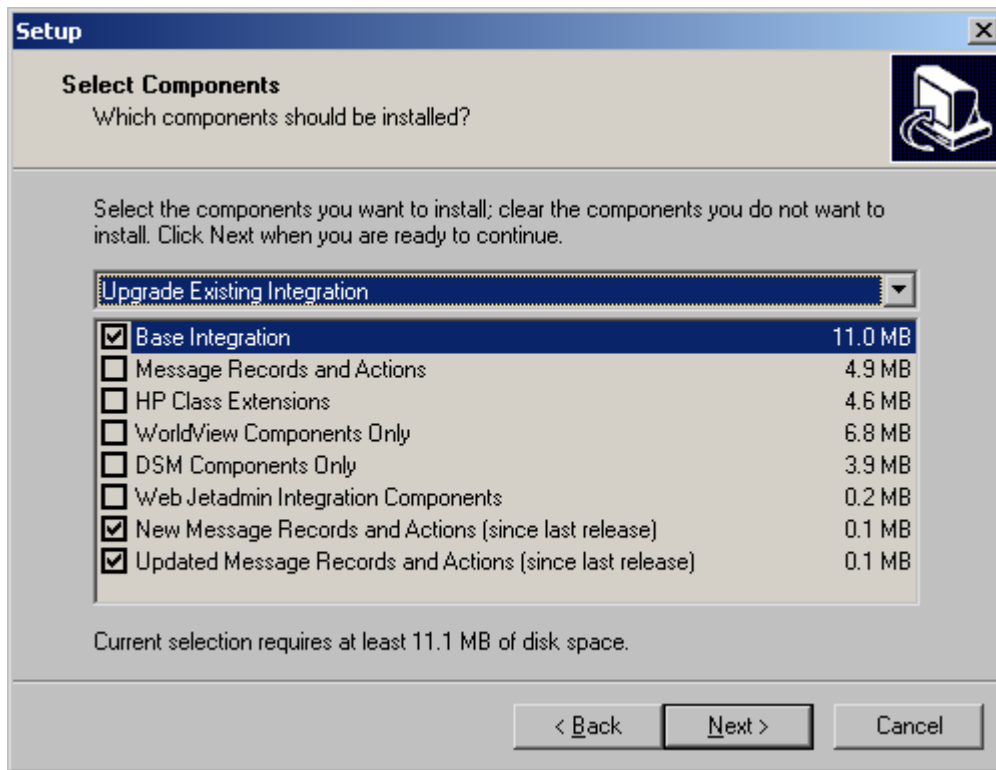 Setup
Select Components
Which components should be installed?
Select the components you want to install; clear the components you do not want to
install. Click Next when you are ready to continue.
Upgrade Existing Integration
Base Integration 11.0 MB
Message Records and Actions 4.9 MB
HP Class Extensions 4.6 MB
WorldView Components Only 6.8 MB
DSM Components Only 3.9 MB
Web Jetadmin Integration Components 0.2 MB
New Message Records and Actions (since last release) 0.1 MB
Updated Message Records and Actions (since last release) 0.1 MB
Current selection requires at least 11.1 MB of disk space.
< Back Next > Cancel